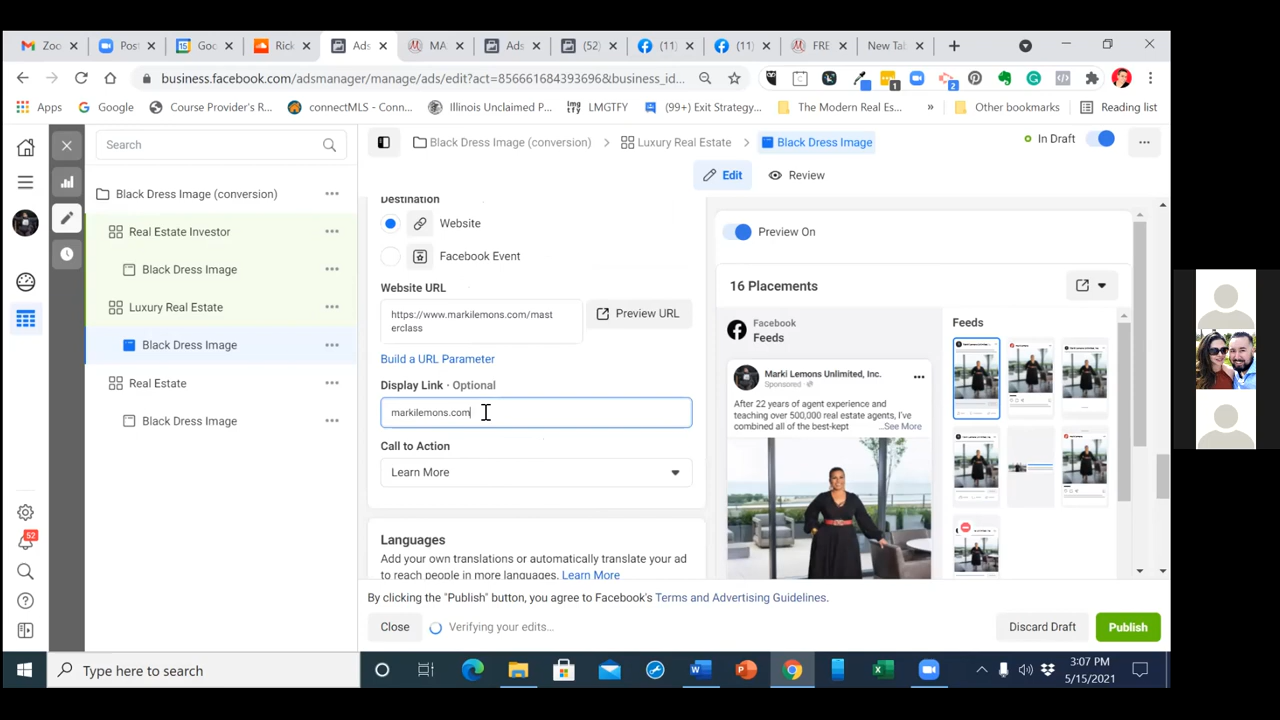 Zoo
Post
Goo
Rick
Ads
MA
Ads
(52)
(11)
(11)
FRE
New Tab
business.facebook.com/adsmanager/manage/ads/edit?act=856661684393696&business_id...
Apps
Google
Course Provider's R...
connectMLS - Conn...
Illinois Unclaimed P...
LMGTFY
(99+) Exit Strategy...
The Modern Real Es...
»
Other bookmarks
Reading list
Search
Black Dress Image (conversion)
Luxury Real Estate
Black Dress Image
In Draft
Edit
Review
Black Dress Image (conversion)
Real Estate Investor
Black Dress Image
Luxury Real Estate
Black Dress Image
Real Estate
Black Dress Image
52
Destination
Website
Facebook Event
Website URL
https://www.markilemons.com/mast
erclass
Preview URL
Build a URL Parameter
Display Link · Optional
markilemons.com
Call to Action
Learn More
Languages
Add your own translations or automatically translate your ad
to reach people in more languages. Learn More
Preview On
16 Placements
Facebook
Feeds
Marki Lemons Unlimited, Inc.
Sponsored ·
After 22 years of agent experience and
teaching over 500,000 real estate agents, I've
combined all of the best-kept ...See More
Feeds
By clicking the "Publish" button, you agree to Facebook's Terms and Advertising Guidelines.
Close
Verifying your edits...
Discard Draft
Publish
Type here to search
3:07 PM
5/15/2021